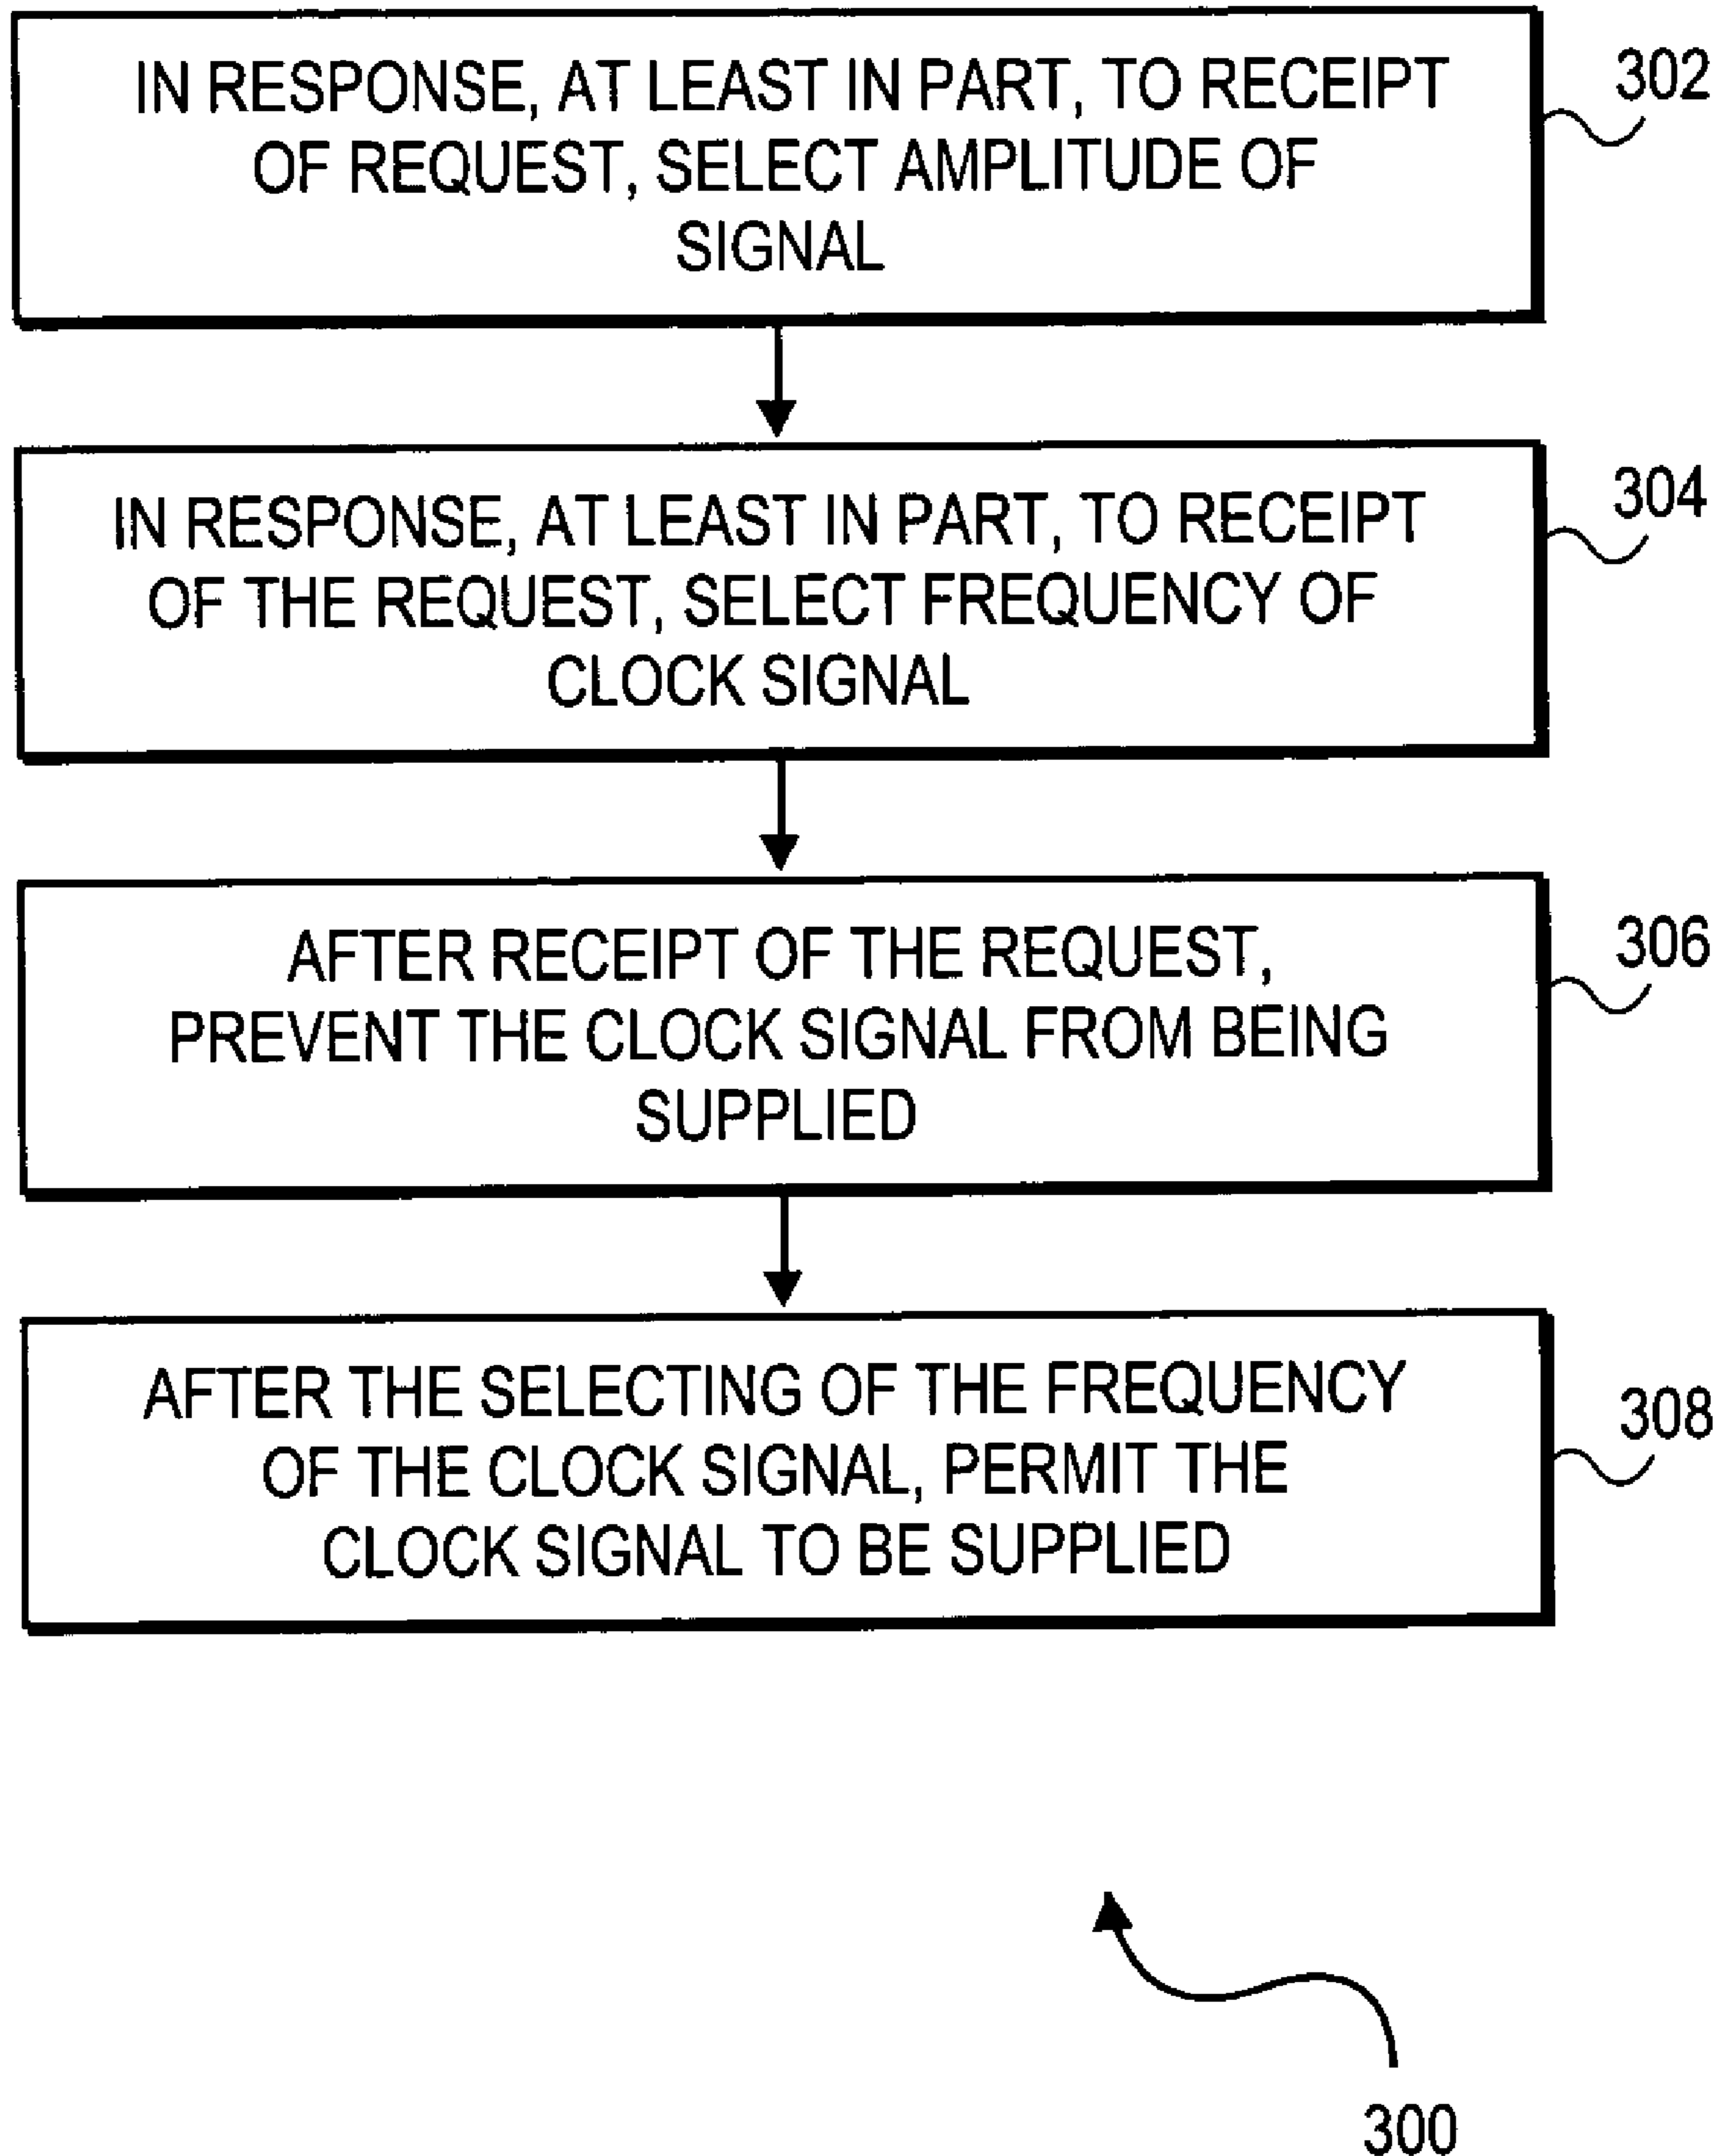 IN RESPONSE, AT LEAST IN PART, TO RECEIPT
OF REQUEST, SELECT AMPLITUDE OF
SIGNAL
302
IN RESPONSE, AT LEAST IN PART, TO RECEIPT
OF THE REQUEST, SELECT FREQUENCY OF
CLOCK SIGNAL
304
AFTER RECEIPT OF THE REQUEST,
PREVENT THE CLOCK SIGNAL FROM BEING
SUPPLIED
306
AFTER THE SELECTING OF THE FREQUENCY
OF THE CLOCK SIGNAL, PERMIT THE
CLOCK SIGNAL TO BE SUPPLIED
308
300